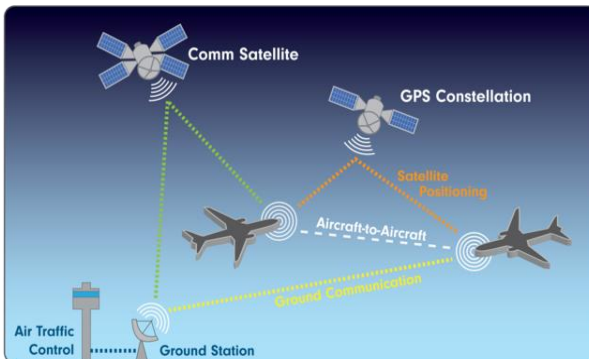 Comm Satellite
GPS Constellation
Satellite
Positioning
Aircraft-to-Aircraft
Ground Communication
Air Traffic
Control
Ground Station